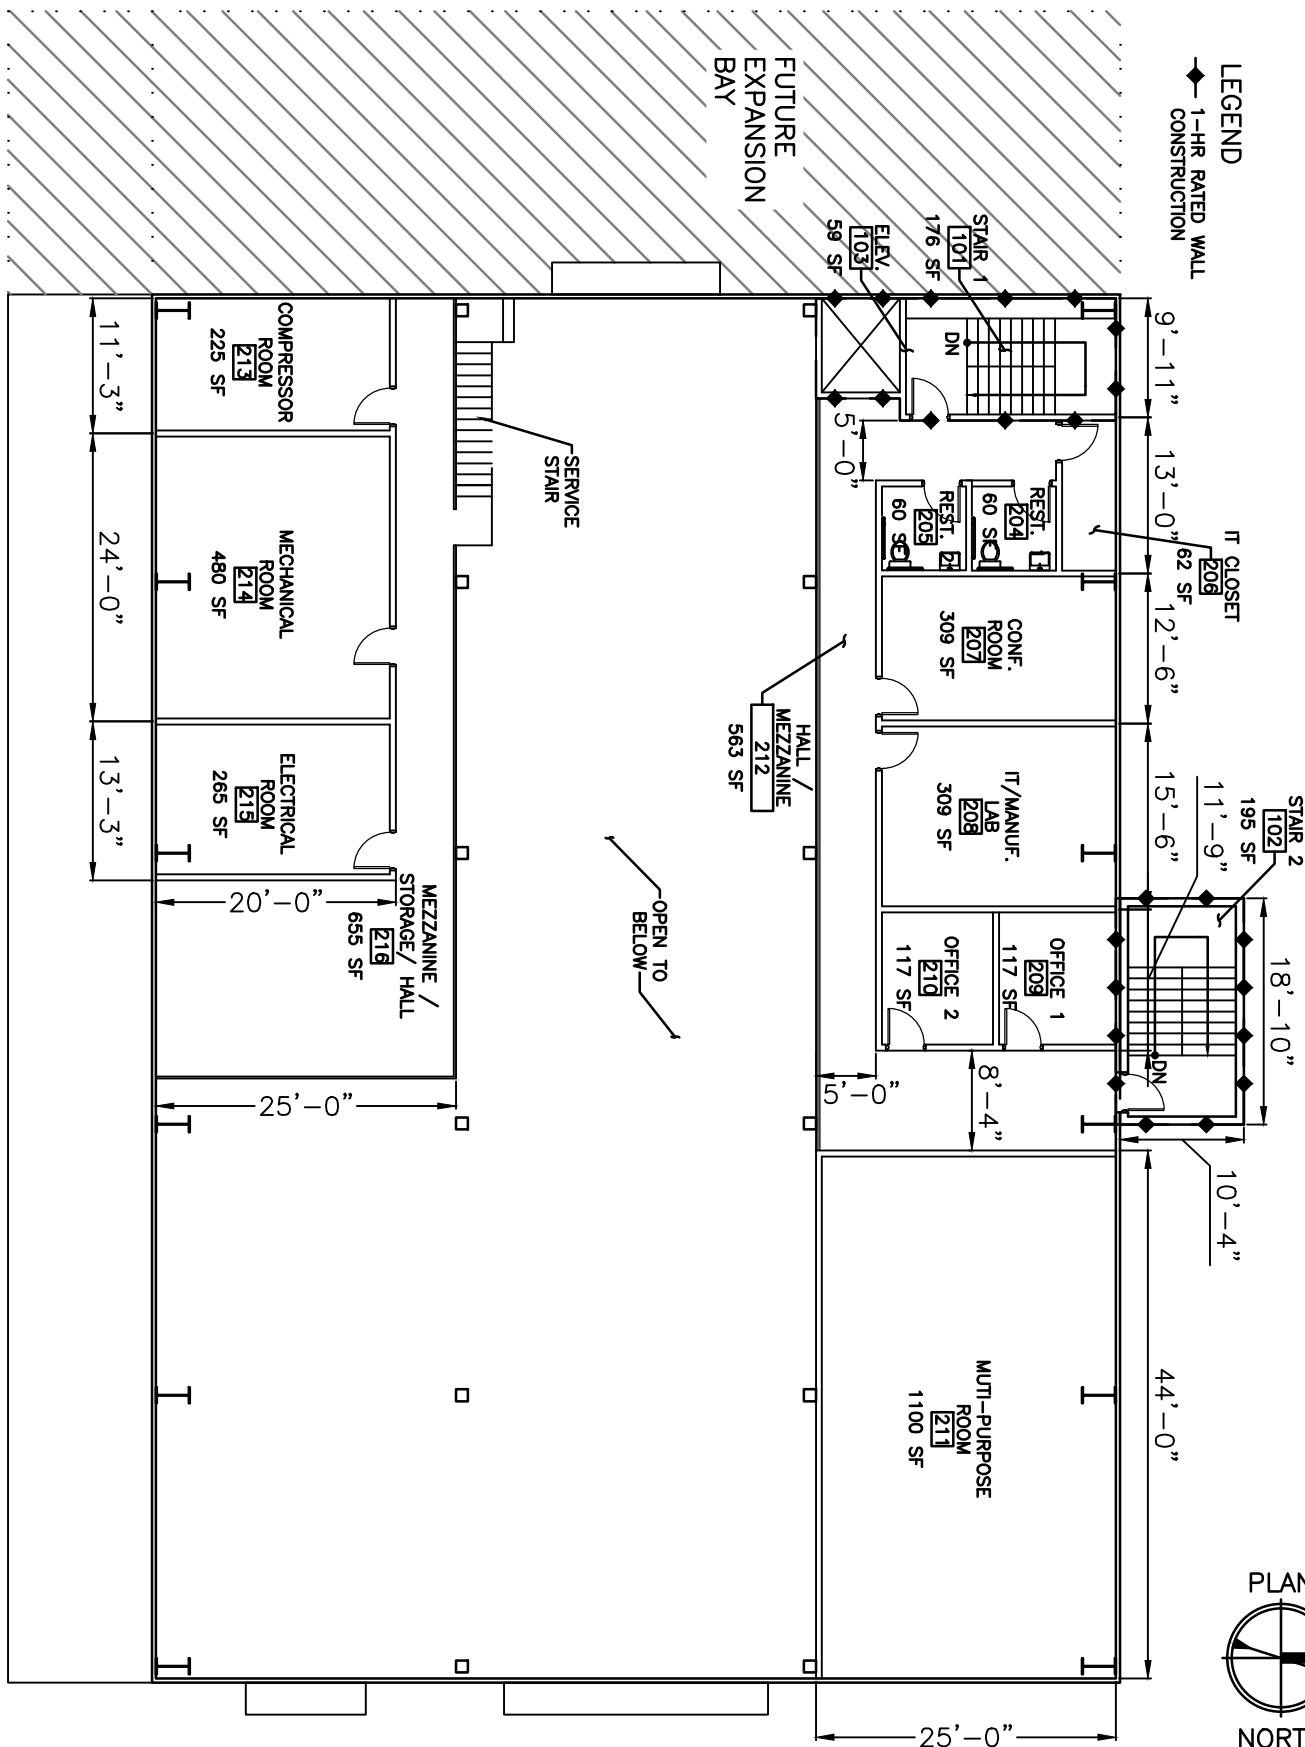 LEGEND
1-HR RATED WALL
CONSTRUCTION
FUTURE
EXPANSION
BAY
STAIR 1
101
176 SF
ELEV.
103
59 SF
DN
9'-11"
13'-0"
12'-6"
15'-6"
11'-9"
44'-0"
IT CLOSET
206
62 SF
STAIR 2
102
195 SF
18'-10"
10'-4"
DN
5'-0"
REST.
204
60 SF
REST.
205
60 SF
CONF.
ROOM
207
309 SF
IT/MANUF.
LAB
208
309 SF
OFFICE 1
209
117 SF
OFFICE 2
210
117 SF
8'-4"
5'-0"
MUTI-PURPOSE
ROOM
211
1100 SF
HALL /
MEZZANINE
212
563 SF
OPEN TO
BELOW
SERVICE
STAIR
COMPRESSOR
ROOM
213
225 SF
MECHANICAL
ROOM
214
480 SF
ELECTRICAL
ROOM
215
265 SF
MEZZANINE /
STORAGE/ HALL
216
655 SF
11'-3"
24'-0"
13'-3"
20'-0"
25'-0"
25'-0"
PLAN
NORT